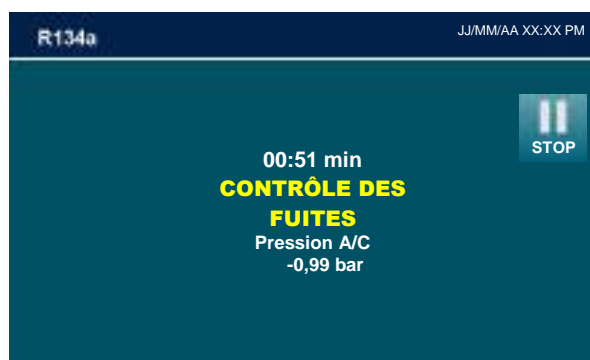 R134a
JJ/MM/AA XX:XX PM
STOP
00:51 min
CONTRÔLE DES
FUITES
Pression A/C
-0,99 bar